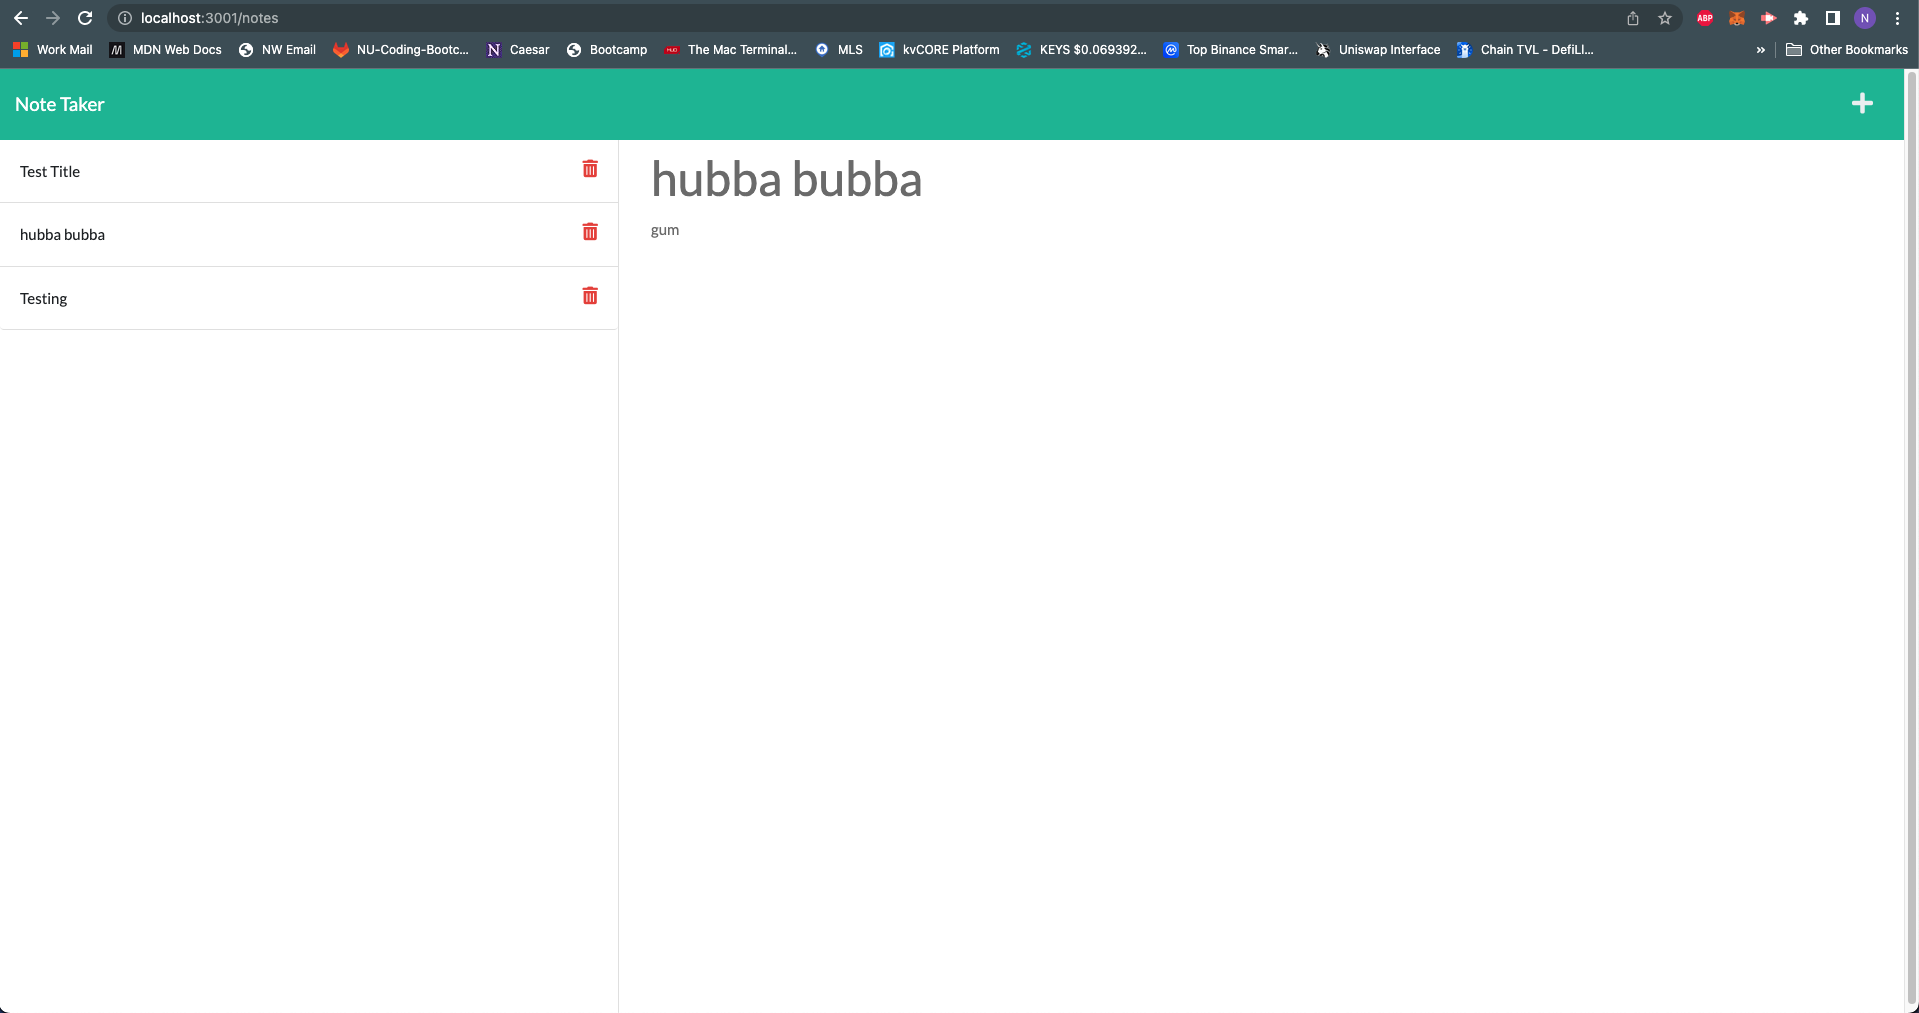 localhost:3001/notes
ABP
N
Work Mail
MDN Web Docs
NW Email
NU-Coding-Bootc...
N Caesar
Bootcamp
The Mac Terminal...
MLS
kvCORE Platform
KEYS $0.069392...
Top Binance Smar...
Uniswap Interface
Chain TVL - DefiLl...
»
Other Bookmarks
Note Taker
Test Title
hubba bubba
Testing
hubba bubba
gum